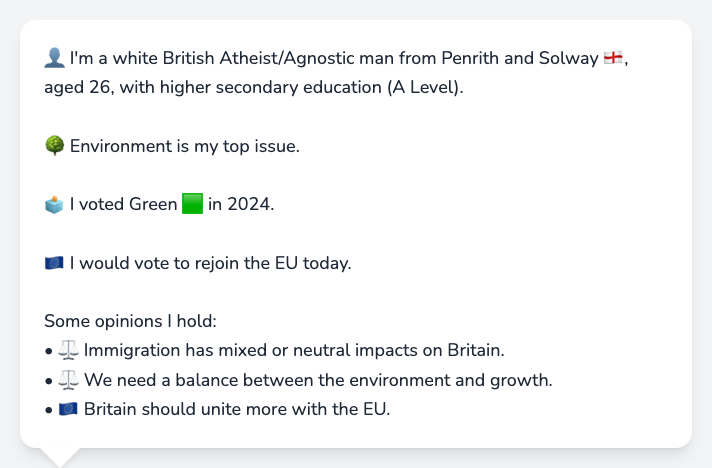 👤 I'm a white British Atheist/Agnostic man from Penrith and Solway 🏴󠁧󠁢󠁥󠁮󠁧󠁿,
aged 26, with higher secondary education (A Level).
🌳 Environment is my top issue.
🗳️ I voted Green 🟩 in 2024.
🇪🇺 I would vote to rejoin the EU today.
Some opinions I hold:
• ⚖️ Immigration has mixed or neutral impacts on Britain.
• ⚖️ We need a balance between the environment and growth.
• 🇪🇺 Britain should unite more with the EU.